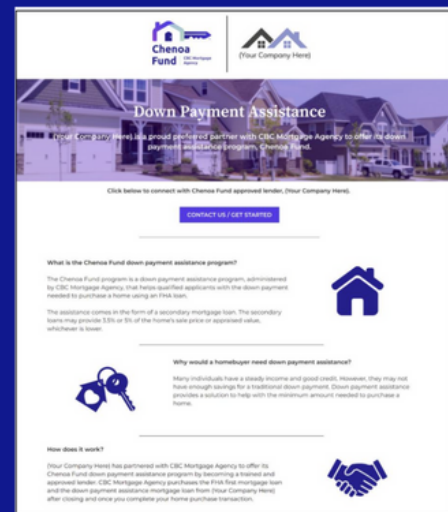 Chenoa
Fund
CBC Mortgage
Agency
(Your Company Here)
Down Payment Assistance
(Your Company Here) is a proud preferred partner with CBC Mortgage Agency to offer its down
payment assistance program, Chenoa Fund.
Click below to connect with Chenoa Fund approved lender, (Your Company Here).
CONTACT US / GET STARTED
What is the Chenoa Fund down payment assistance program?
The Chenoa Fund program is a down payment assistance program, administered
by CBC Mortgage Agency, that helps qualified applicants with the down payment
needed to purchase a home using an FHA loan.
The assistance comes in the form of a secondary mortgage loan. The secondary
loans may provide 3.5% or 5% of the home's sale price or appraised value,
whichever is lower.
Why would a homebuyer need down payment assistance?
Many individuals have a steady income and good credit. However, they may not
have enough savings for a traditional down payment. Down payment assistance
provides a solution to help with the minimum amount needed to purchase a
home.
How does it work?
(Your Company Here) has partnered with CBC Mortgage Agency to offer its
Chenoa Fund down payment assistance program by becoming a trained and
approved lender. CBC Mortgage Agency purchases the FHA first mortgage loan
and the down payment assistance mortgage loan from (Your Company Here)
after closing and once you complete your home purchase transaction.